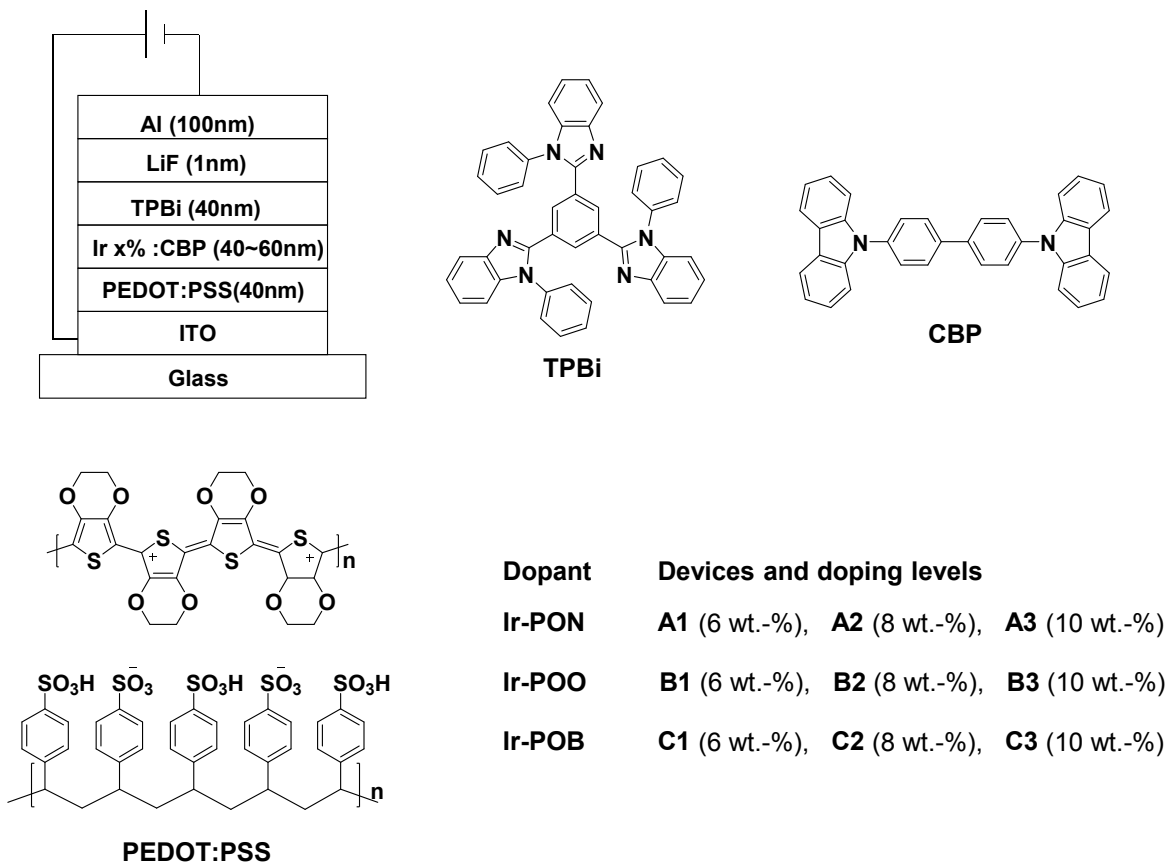 Al (100nm)
LiF (1nm)
TPBi (40nm)
Ir x% :CBP (40~60nm)
PEDOT:PSS(40nm)
ITO
Glass
N N
N N
N N
TPBi
N N
CBP
O O O O
S S
S + S +
n
O O O O
SO₃H SO₃⁻ SO₃H SO₃⁻ SO₃H
n
PEDOT:PSS
Dopant Devices and doping levels
Ir-PON A1 (6 wt.-%), A2 (8 wt.-%), A3 (10 wt.-%)
Ir-POO B1 (6 wt.-%), B2 (8 wt.-%), B3 (10 wt.-%)
Ir-POB C1 (6 wt.-%), C2 (8 wt.-%), C3 (10 wt.-%)